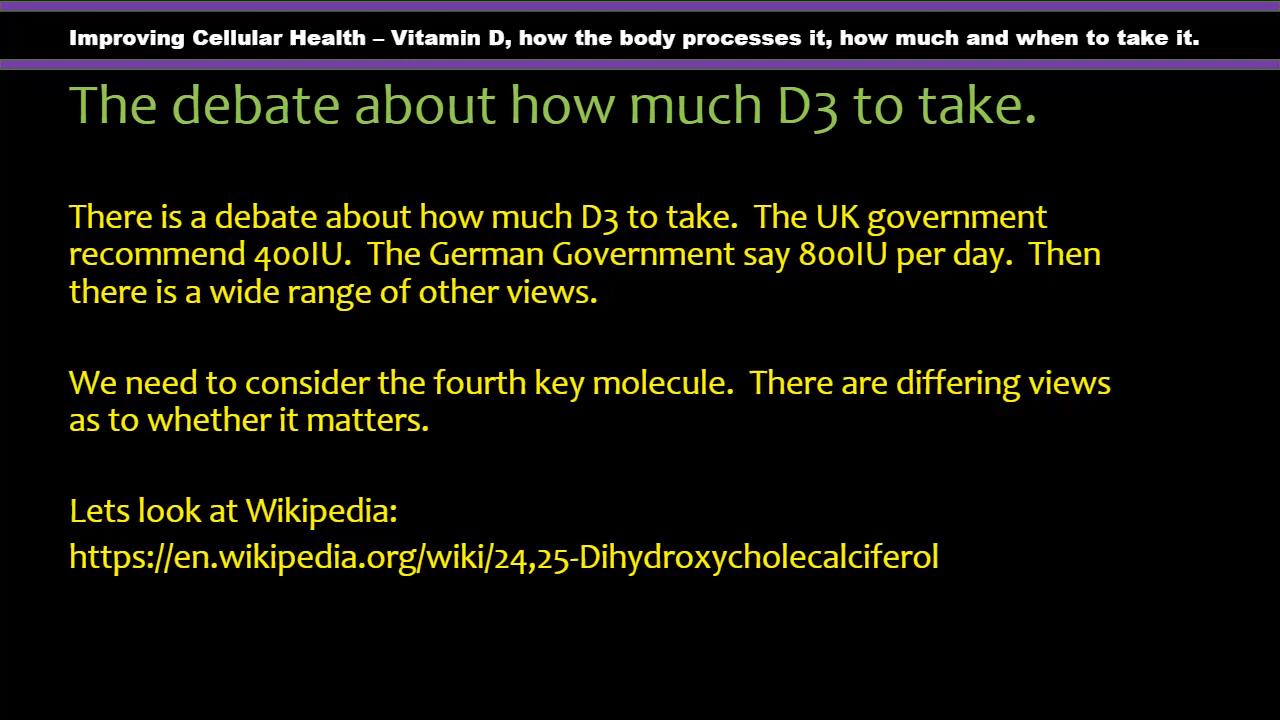 Improving Cellular Health – Vitamin D, how the body processes it, how much and when to take it.
The debate about how much D3 to take.
There is a debate about how much D3 to take.  The UK government
recommend 400IU.  The German Government say 800IU per day.  Then
there is a wide range of other views.
We need to consider the fourth key molecule.  There are differing views
as to whether it matters.
Lets look at Wikipedia:
https://en.wikipedia.org/wiki/24,25-Dihydroxycholecalciferol